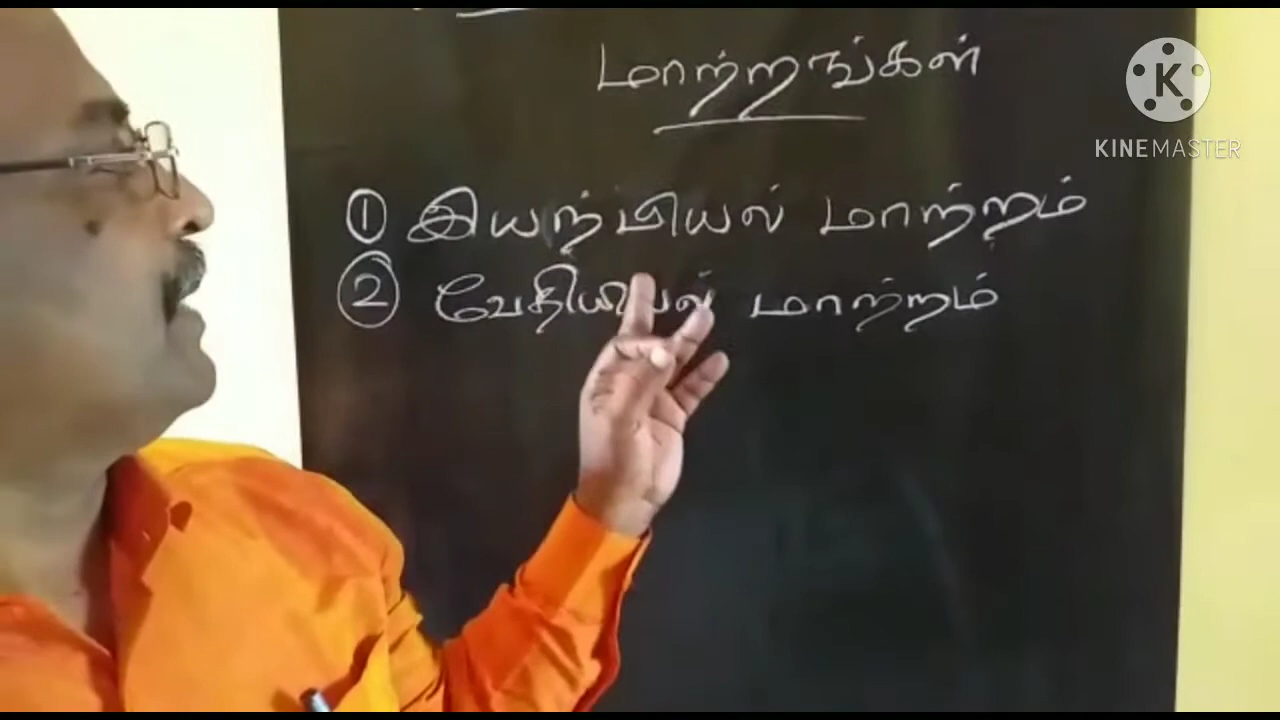 மாற்றங்கள்
① இயற்பியல் மாற்றம்
② வேதியியல் மாற்றம்
K
KINEMASTER